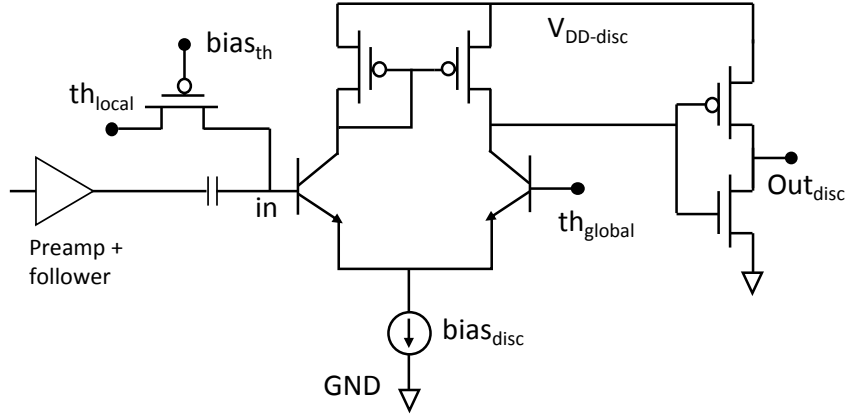 bias_th
V_DD-disc
th_local
in
Preamp +
follower
th_global
Out_disc
bias_disc
GND